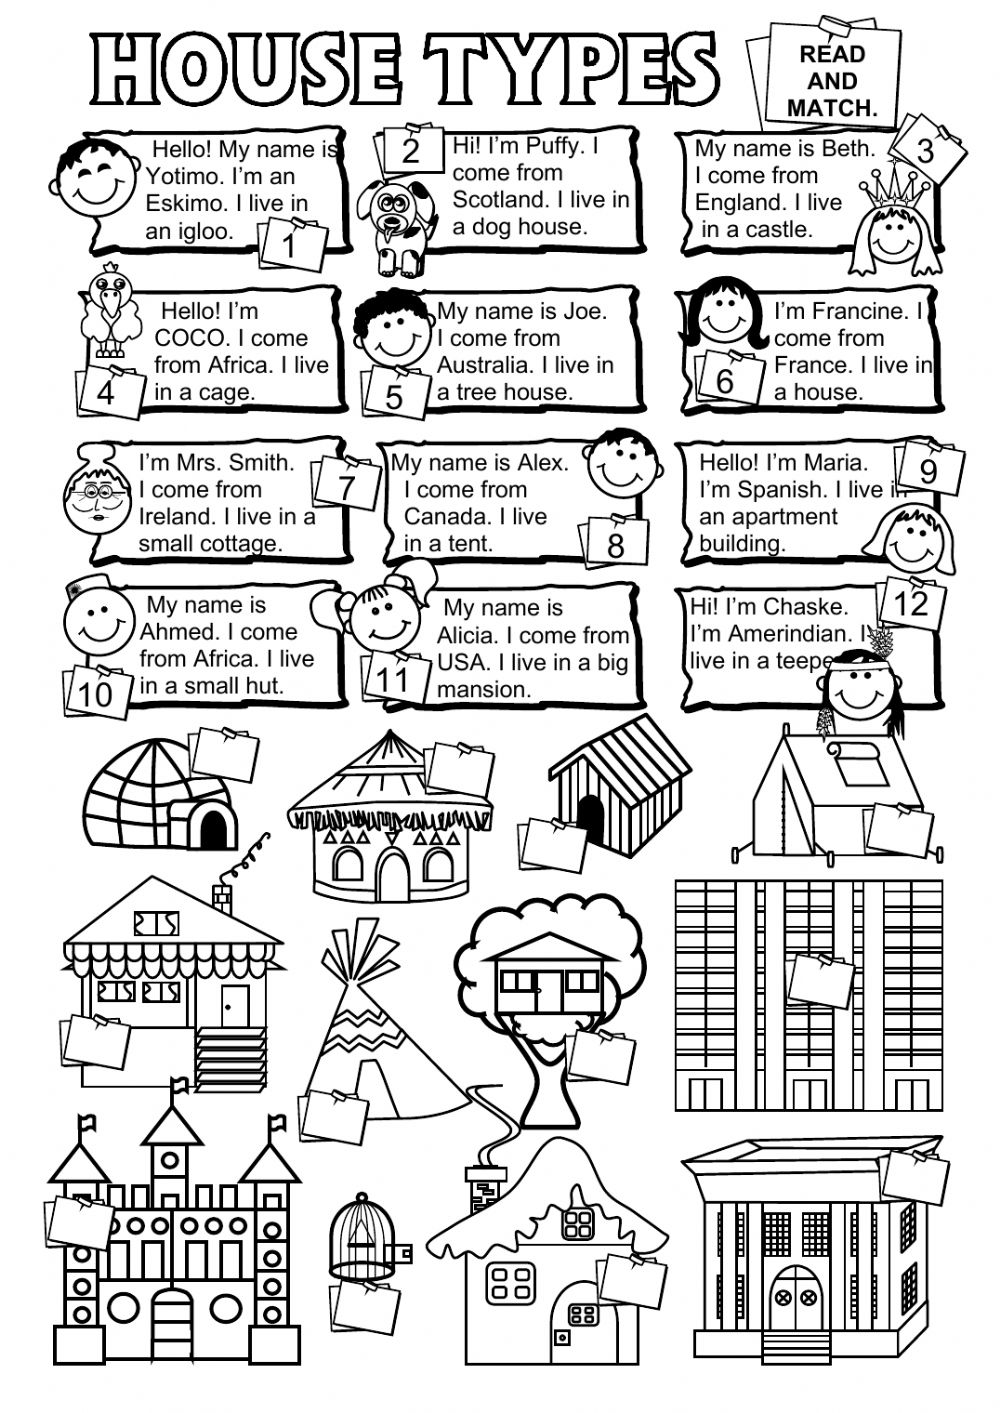 HOUSE TYPES
READ
AND
MATCH.
Hello! My name is
Yotimo. I'm an
Eskimo. I live in
an igloo.
1
2
Hi! I'm Puffy. I
come from
Scotland. I live in
a dog house.
My name is Beth.
I come from
England. I live
in a castle.
3
Hello! I'm
COCO. I come
from Africa. I live
in a cage.
4
My name is Joe.
I come from
Australia. I live in
a tree house.
5
I'm Francine. I
come from
France. I live in
a house.
6
I'm Mrs. Smith.
I come from
Ireland. I live in a
small cottage.
7
My name is Alex.
I come from
Canada. I live
in a tent.
8
Hello! I'm Maria.
I'm Spanish. I live in
an apartment
building.
9
My name is
Ahmed. I come
from Africa. I live
in a small hut.
10
My name is
Alicia. I come from
USA. I live in a big
mansion.
11
Hi! I'm Chaske.
I'm Amerindian. I
live in a teepe
12